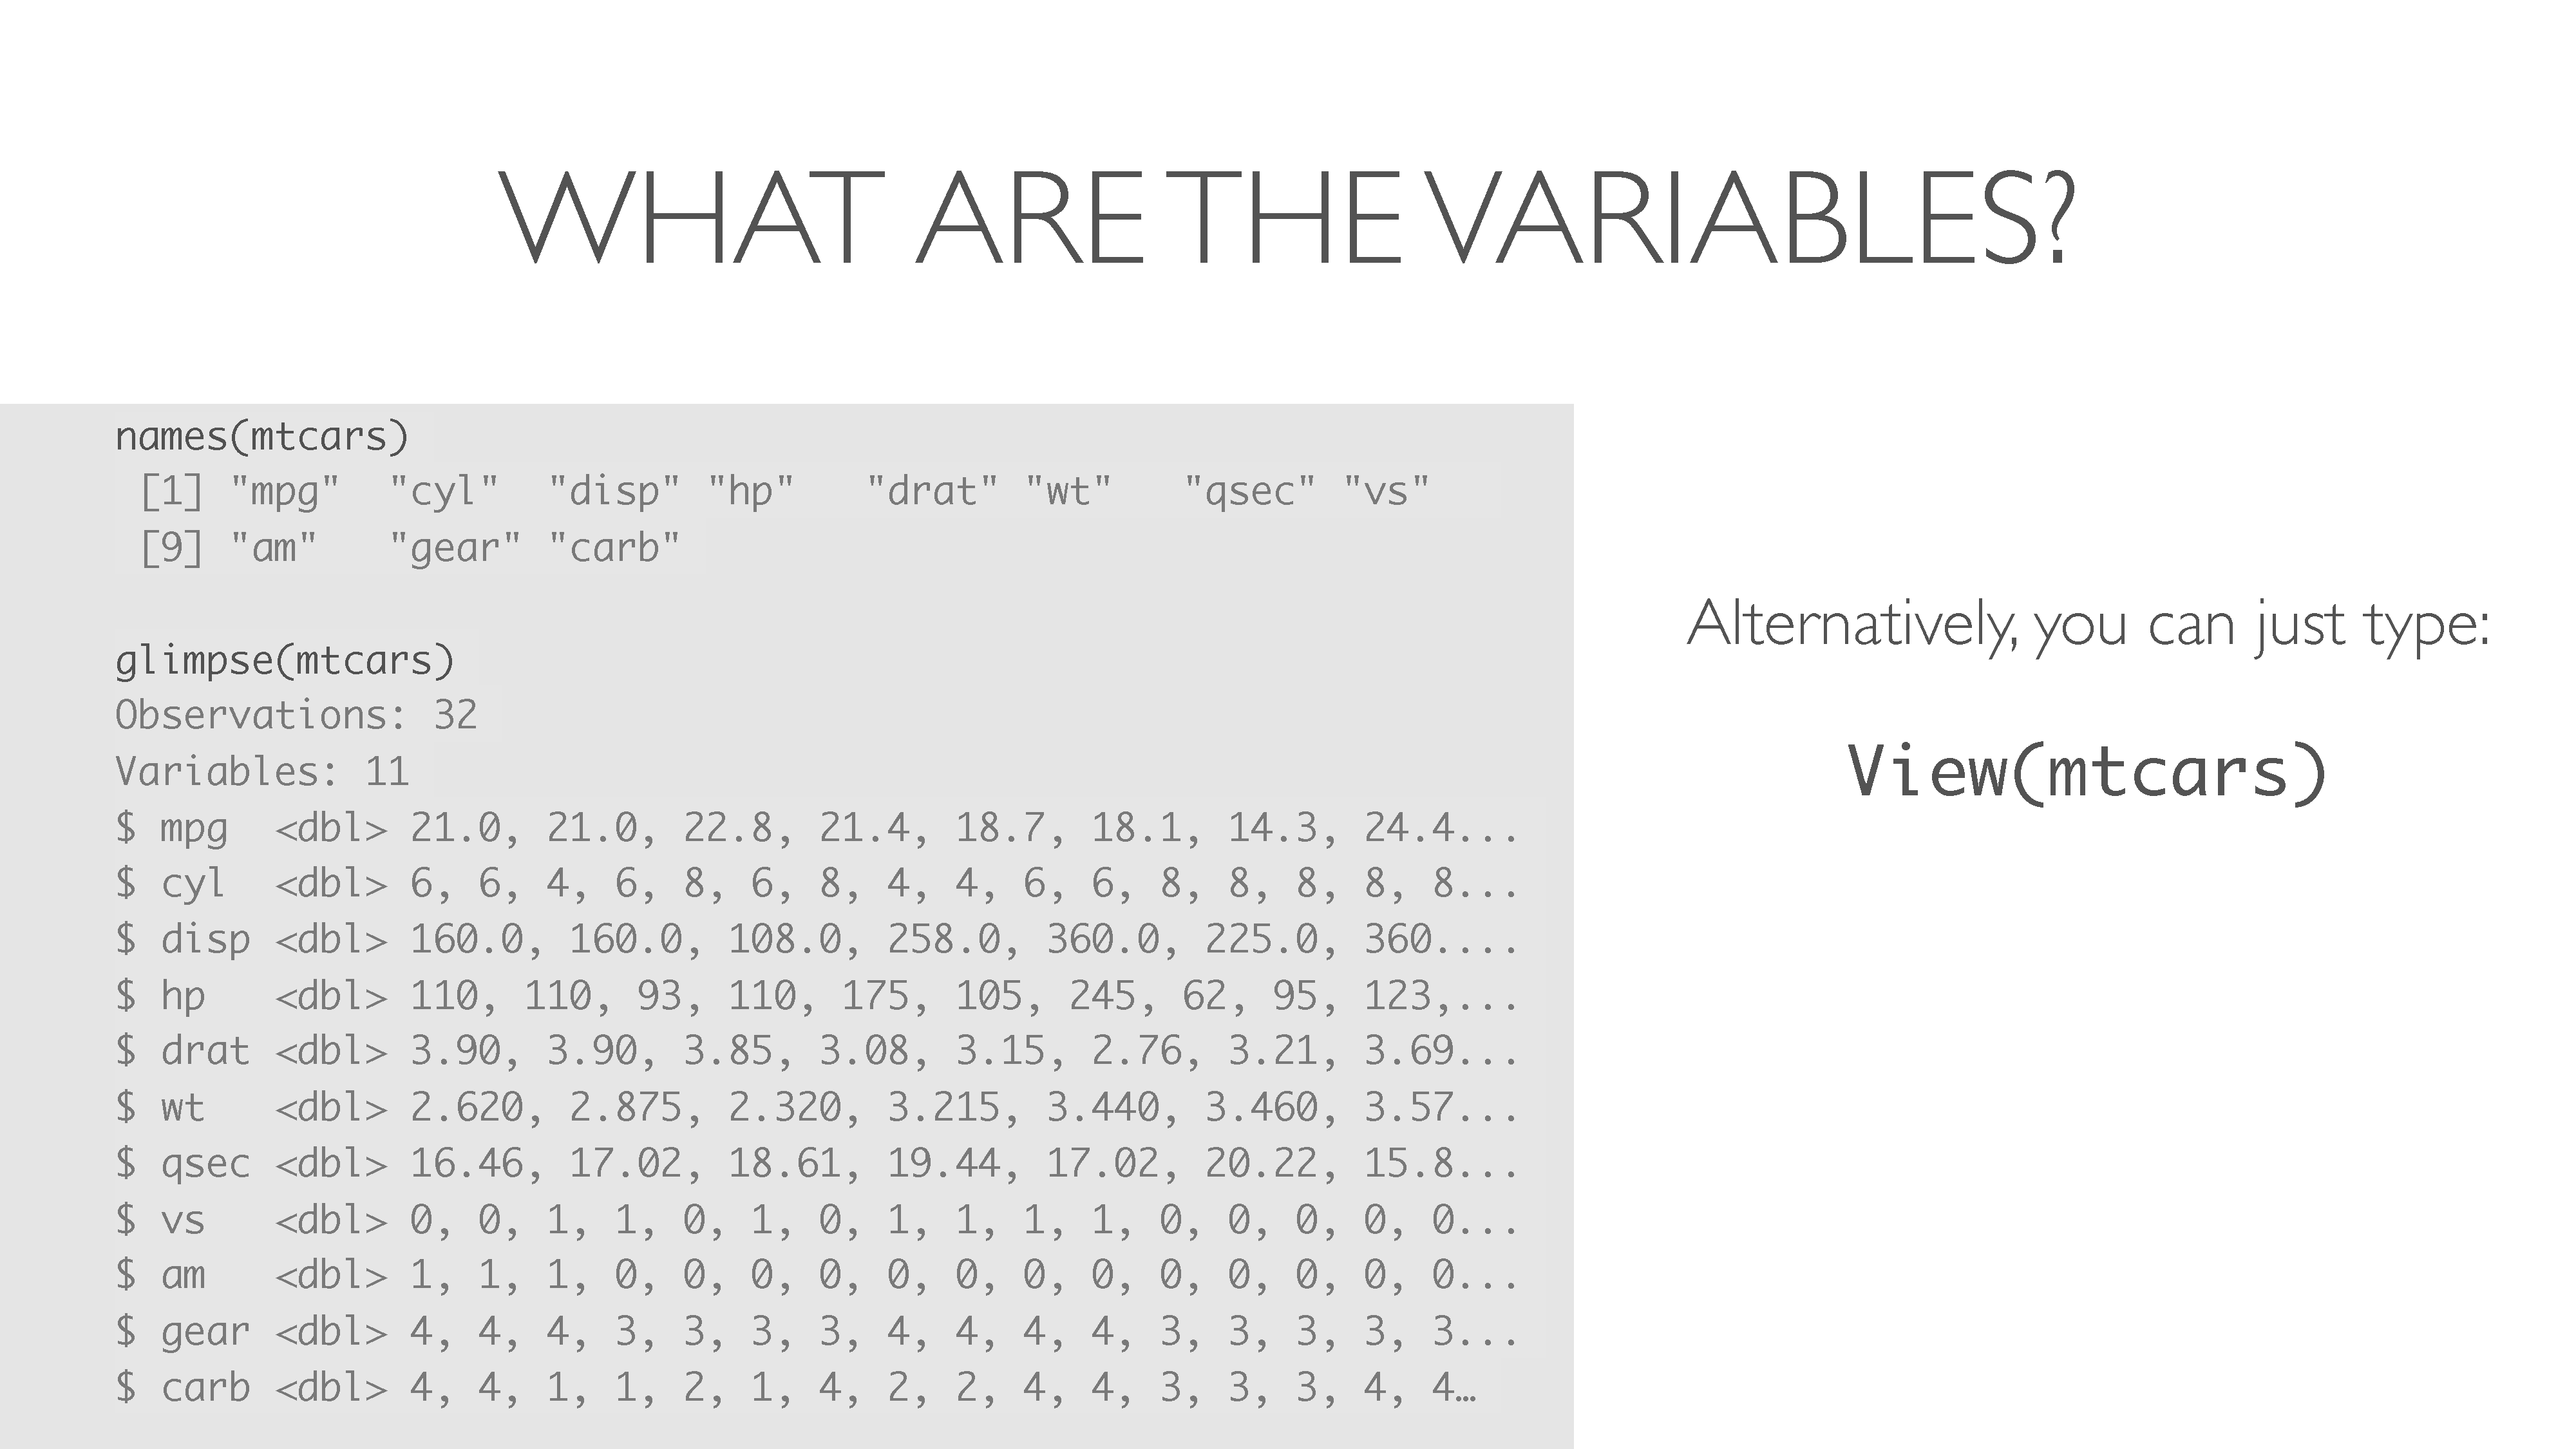 WHAT ARE THE VARIABLES?
names(mtcars)
[1] "mpg" "cyl" "disp" "hp" "drat" "wt" "qsec" "vs"
[9] "am" "gear" "carb"
glimpse(mtcars)
Observations: 32
Variables: 11
$ mpg <dbl> 21.0, 21.0, 22.8, 21.4, 18.7, 18.1, 14.3, 24.4...
$ cyl <dbl> 6, 6, 4, 6, 8, 6, 8, 4, 4, 6, 6, 8, 8, 8, 8, 8...
$ disp <dbl> 160.0, 160.0, 108.0, 258.0, 360.0, 225.0, 360....
$ hp <dbl> 110, 110, 93, 110, 175, 105, 245, 62, 95, 123,...
$ drat <dbl> 3.90, 3.90, 3.85, 3.08, 3.15, 2.76, 3.21, 3.69...
$ wt <dbl> 2.620, 2.875, 2.320, 3.215, 3.440, 3.460, 3.57...
$ qsec <dbl> 16.46, 17.02, 18.61, 19.44, 17.02, 20.22, 15.8...
$ vs <dbl> 0, 0, 1, 1, 0, 1, 0, 1, 1, 1, 1, 0, 0, 0, 0, 0...
$ am <dbl> 1, 1, 1, 0, 0, 0, 0, 0, 0, 0, 0, 0, 0, 0, 0, 0...
$ gear <dbl> 4, 4, 4, 3, 3, 3, 3, 4, 4, 4, 4, 3, 3, 3, 3, 3...
$ carb <dbl> 4, 4, 1, 1, 2, 1, 4, 2, 2, 4, 4, 3, 3, 3, 4, 4…
Alternatively, you can just type:
View(mtcars)